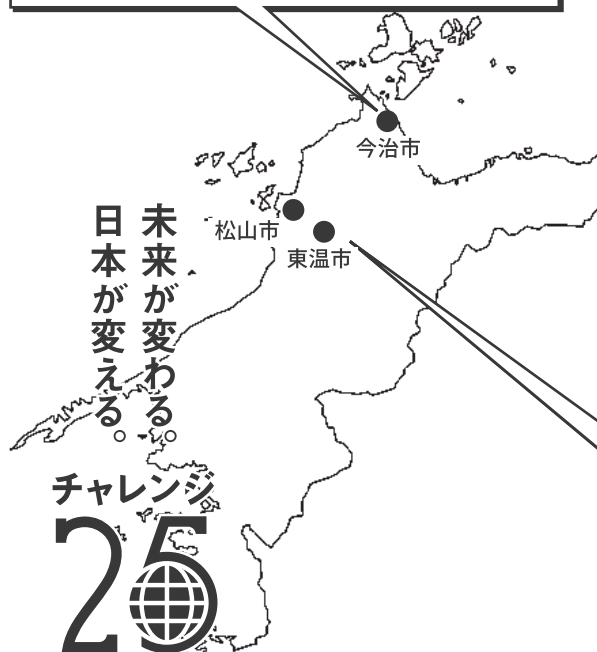 今治市
松山市
東温市
未来が変わる。
日本が変える。
チャレンジ
25